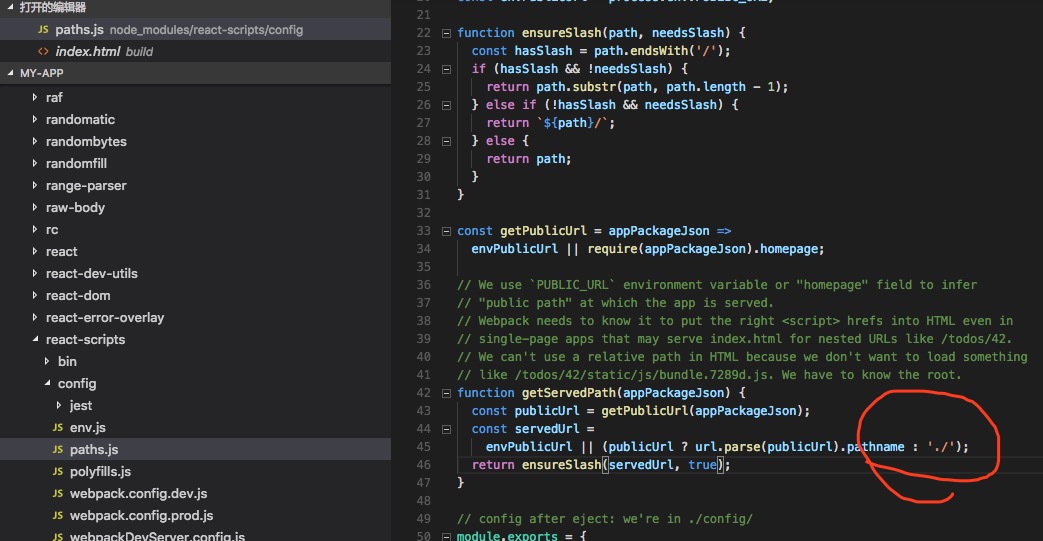 打开的编辑器
JS paths.js node_modules/react-scripts/config
<> index.html build
MY-APP
raf
randomatic
randombytes
randomfill
range-parser
raw-body
rc
react
react-dev-utils
react-dom
react-error-overlay
react-scripts
bin
config
jest
JS env.js
JS paths.js
JS polyfills.js
JS webpack.config.dev.js
JS webpack.config.prod.js
JS webpackDevServer.config.js
21
22 function ensureSlash(path, needsSlash) {
23 const hasSlash = path.endsWith('/');
24 if (hasSlash && !needsSlash) {
25 return path.substr(path, path.length - 1);
26 } else if (!hasSlash && needsSlash) {
27 return `${path}/`;
28 } else {
29 return path;
30 }
31 }
32
33 const getPublicUrl = appPackageJson =>
34 envPublicUrl || require(appPackageJson).homepage;
35
36 // We use `PUBLIC_URL` environment variable or "homepage" field to infer
37 // "public path" at which the app is served.
38 // Webpack needs to know it to put the right <script> hrefs into HTML even in
39 // single-page apps that may serve index.html for nested URLs like /todos/42.
40 // We can't use a relative path in HTML because we don't want to load something
41 // like /todos/42/static/js/bundle.7289d.js. We have to know the root.
42 function getServedPath(appPackageJson) {
43 const publicUrl = getPublicUrl(appPackageJson);
44 const servedUrl =
45 envPublicUrl || (publicUrl ? url.parse(publicUrl).pathname : './');
46 return ensureSlash(servedUrl, true);
47 }
48
49 // config after eject: we're in ./config/
50 module.exports = {